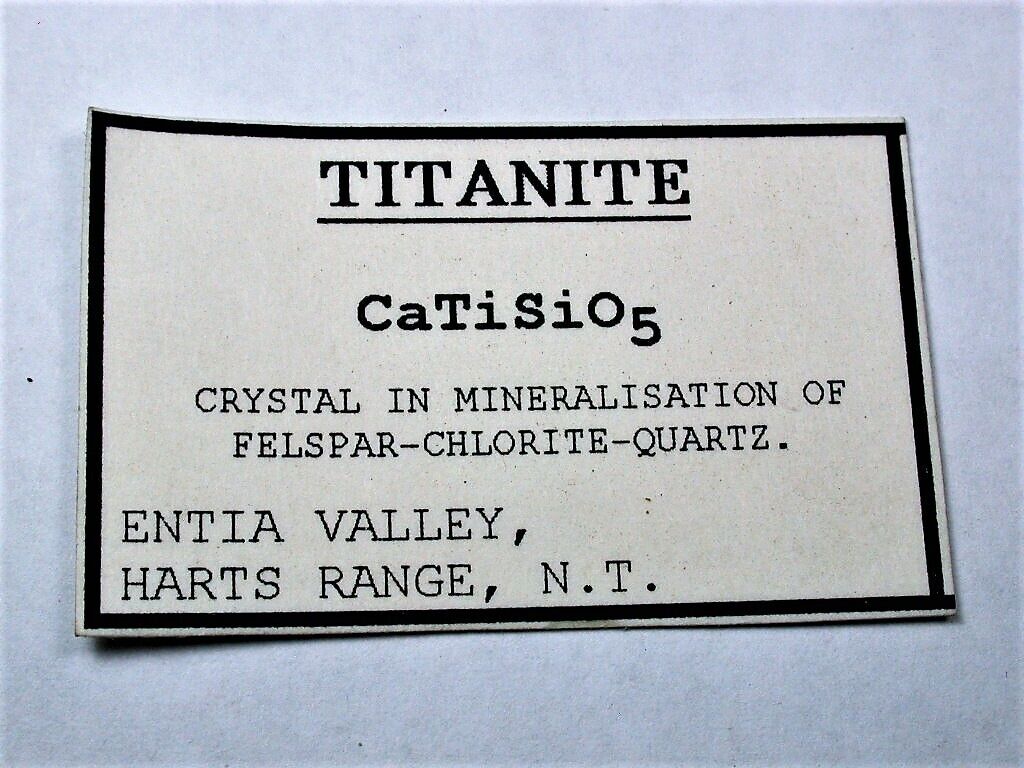 TITANITE
CaTiSiO5
CRYSTAL IN MINERALISATION OF
FELSPAR-CHLORITE-QUARTZ.
ENTIA VALLEY,
HARTS RANGE, N.T.